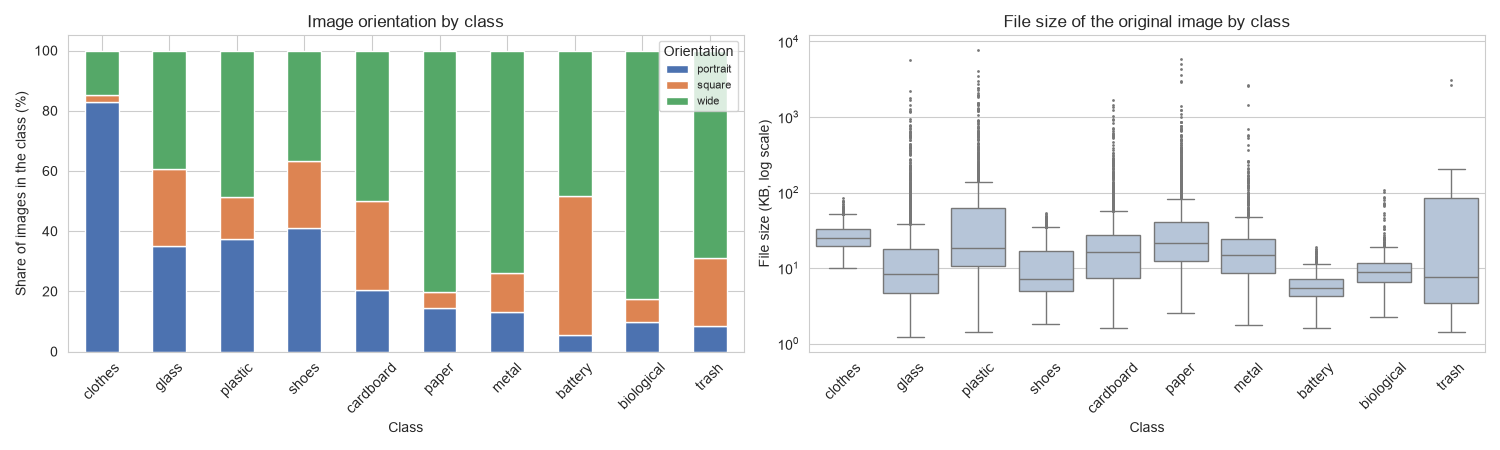 Image orientation by class
Share of images in the class (%)
100
80
60
40
20
0
Orientation
portrait
square
wide
clothes
glass
plastic
shoes
cardboard
paper
metal
battery
biological
trash
Class
File size of the original image by class
File size (KB, log scale)
10⁴
10³
10²
10¹
10⁰
clothes
glass
plastic
shoes
cardboard
paper
metal
battery
biological
trash
Class